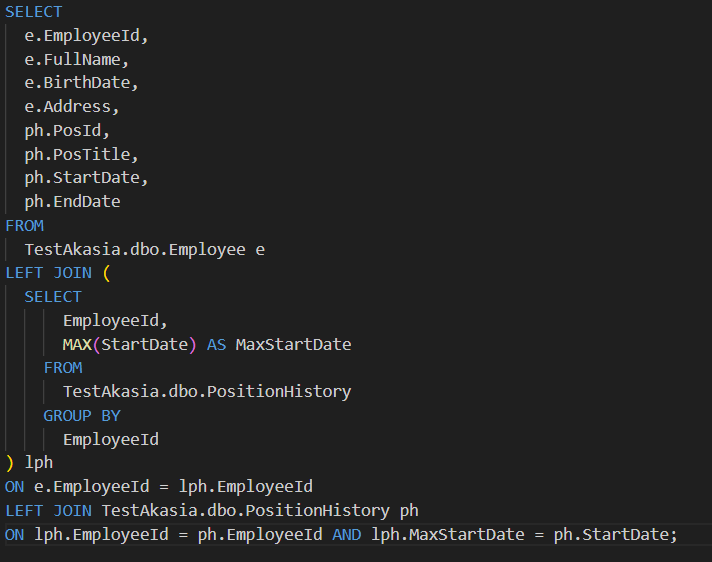 SELECT
e.EmployeeId,
e.FullName,
e.BirthDate,
e.Address,
ph.PosId,
ph.PosTitle,
ph.StartDate,
ph.EndDate
FROM
TestAkasia.dbo.Employee e
LEFT JOIN (
SELECT
EmployeeId,
MAX(StartDate) AS MaxStartDate
FROM
TestAkasia.dbo.PositionHistory
GROUP BY
EmployeeId
) lph
ON e.EmployeeId = lph.EmployeeId
LEFT JOIN TestAkasia.dbo.PositionHistory ph
ON lph.EmployeeId = ph.EmployeeId AND lph.MaxStartDate = ph.StartDate;